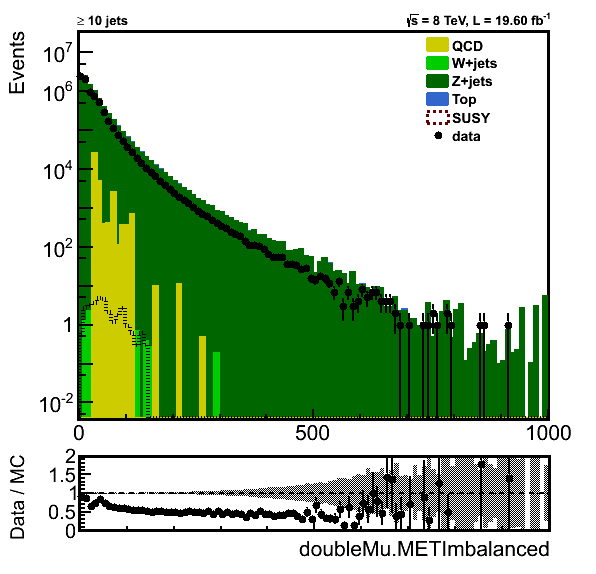 ≥ 10 jets
√s = 8 TeV, L = 19.60 fb⁻¹
Events
10⁷
10⁶
10⁴
10²
1
10⁻²
QCD
W+jets
Z+jets
Top
SUSY
data
0 500 1000
Data / MC
2
1.5
1
0.5
0
doubleMu.METImbalanced